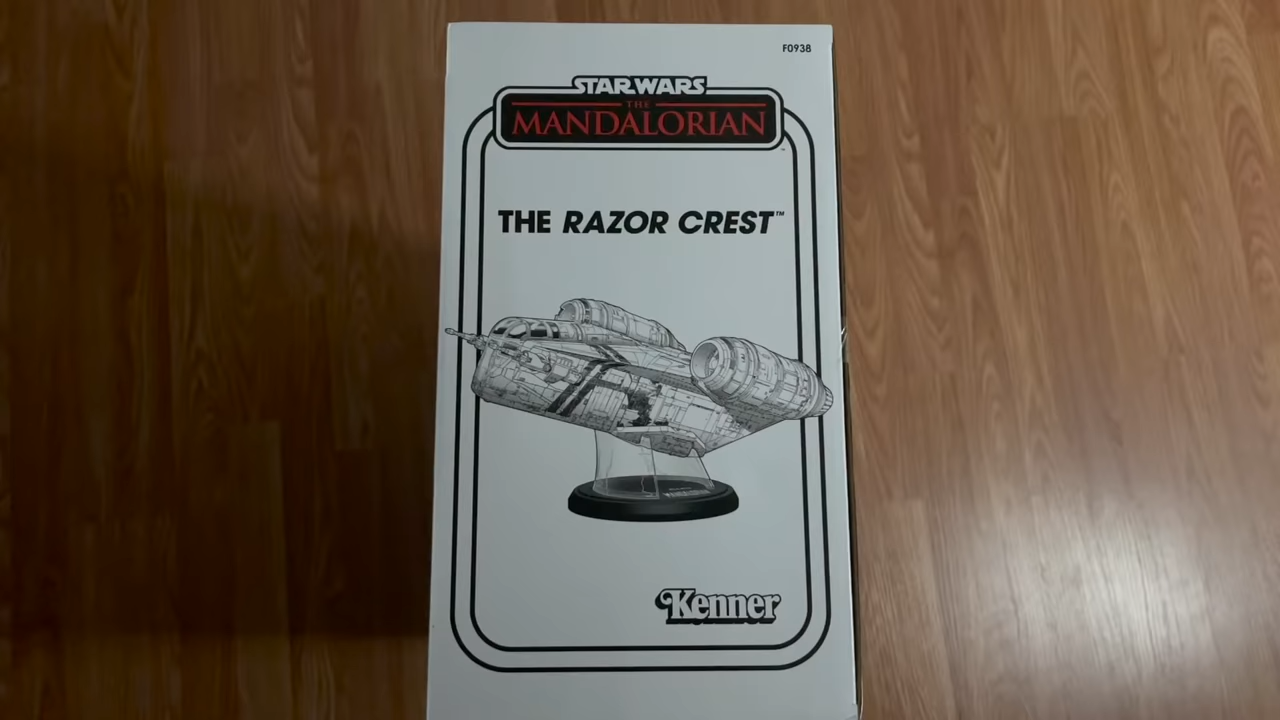 F0938
STAR WARS
THE
MANDALORIAN
THE RAZOR CREST™
Kenner